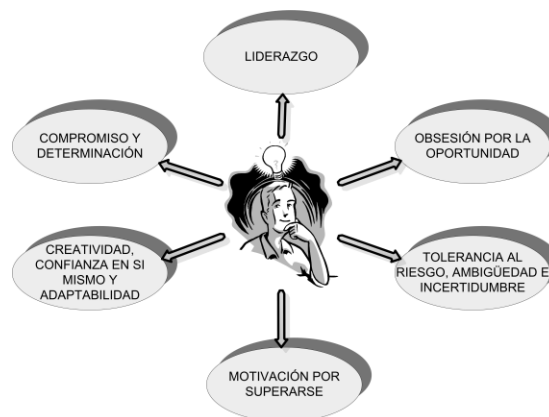 LIDERAZGO
COMPROMISO Y
DETERMINACIÓN
OBSESIÓN POR LA
OPORTUNIDAD
CREATIVIDAD,
CONFIANZA EN SI
MISMO Y
ADAPTABILIDAD
TOLERANCIA AL
RIESGO, AMBIGÜEDAD E
INCERTIDUMBRE
MOTIVACIÓN POR
SUPERARSE